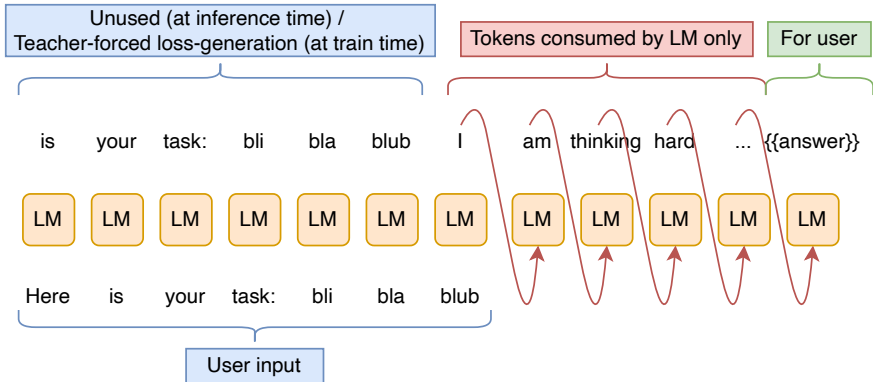 Unused (at inference time) /
Teacher-forced loss-generation (at train time)
Tokens consumed by LM only
For user
is your task: bli bla blub I am thinking hard ... {{answer}}
LM LM LM LM LM LM LM LM LM LM LM LM
Here is your task: bli bla blub
User input